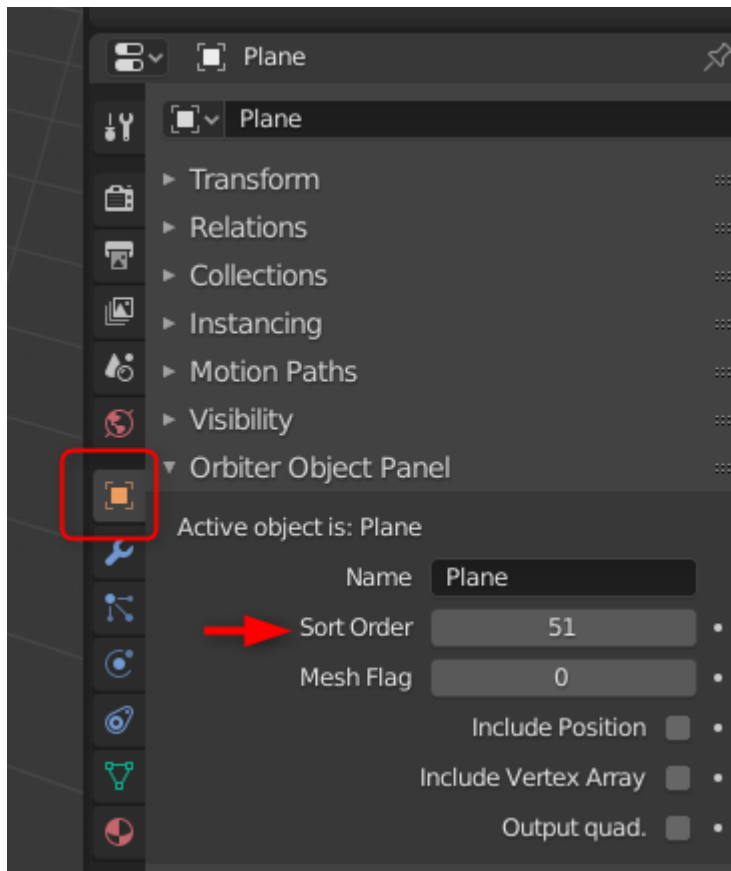 Plane
Plane
Transform
Relations
Collections
Instancing
Motion Paths
Visibility
Orbiter Object Panel
Active object is: Plane
Name Plane
Sort Order 51
Mesh Flag 0
Include Position
Include Vertex Array
Output quad.